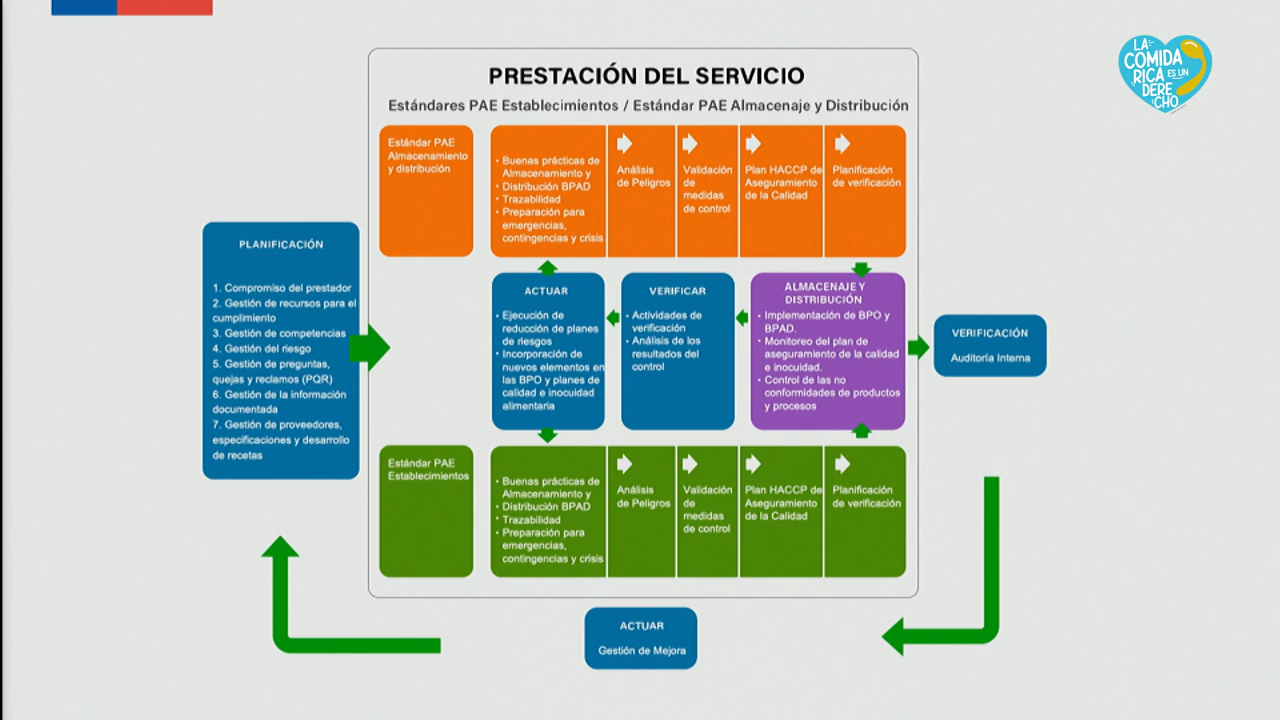 LA
COMIDA
RICA
ES UN
DERE
CHO
PRESTACIÓN DEL SERVICIO
Estándares PAE Establecimientos / Estándar PAE Almacenaje y Distribución
Estándar PAE
Almacenamiento
y distribución
• Buenas prácticas de
Almacenamiento y
• Distribución BPAD
• Trazabilidad
• Preparación para
emergencias,
contingencias y crisis
Análisis
de Peligros
Validación
de
medidas
de control
Plan HACCP de
Aseguramiento
de la Calidad
Planificación
de verificación
PLANIFICACIÓN
1. Compromiso del prestador
2. Gestión de recursos para el
cumplimiento
3. Gestión de competencias
4. Gestión del riesgo
5. Gestión de preguntas,
quejas y reclamos (PQR)
6. Gestión de la información
documentada
7. Gestión de proveedores,
especificaciones y desarrollo
de recetas
ACTUAR
• Ejecución de
reducción de planes
de riesgos
• Incorporación de
nuevos elementos en
las BPO y planes de
calidad e inocuidad
alimentaria
VERIFICAR
• Actividades de
verificación
• Análisis de los
resultados del
control
ALMACENAJE Y
DISTRIBUCIÓN
• Implementación de BPO y
BPAD.
• Monitoreo del plan de
aseguramiento de la calidad
e inocuidad.
• Control de las no
conformidades de productos
y procesos
VERIFICACIÓN
Auditoría Interna
Estándar PAE
Establecimientos
• Buenas prácticas de
Almacenamiento y
• Distribución BPAD
• Trazabilidad
• Preparación para
emergencias,
contingencias y crisis
Análisis
de Peligros
Validación
de
medidas
de control
Plan HACCP de
Aseguramiento
de la Calidad
Planificación
de verificación
ACTUAR
Gestión de Mejora